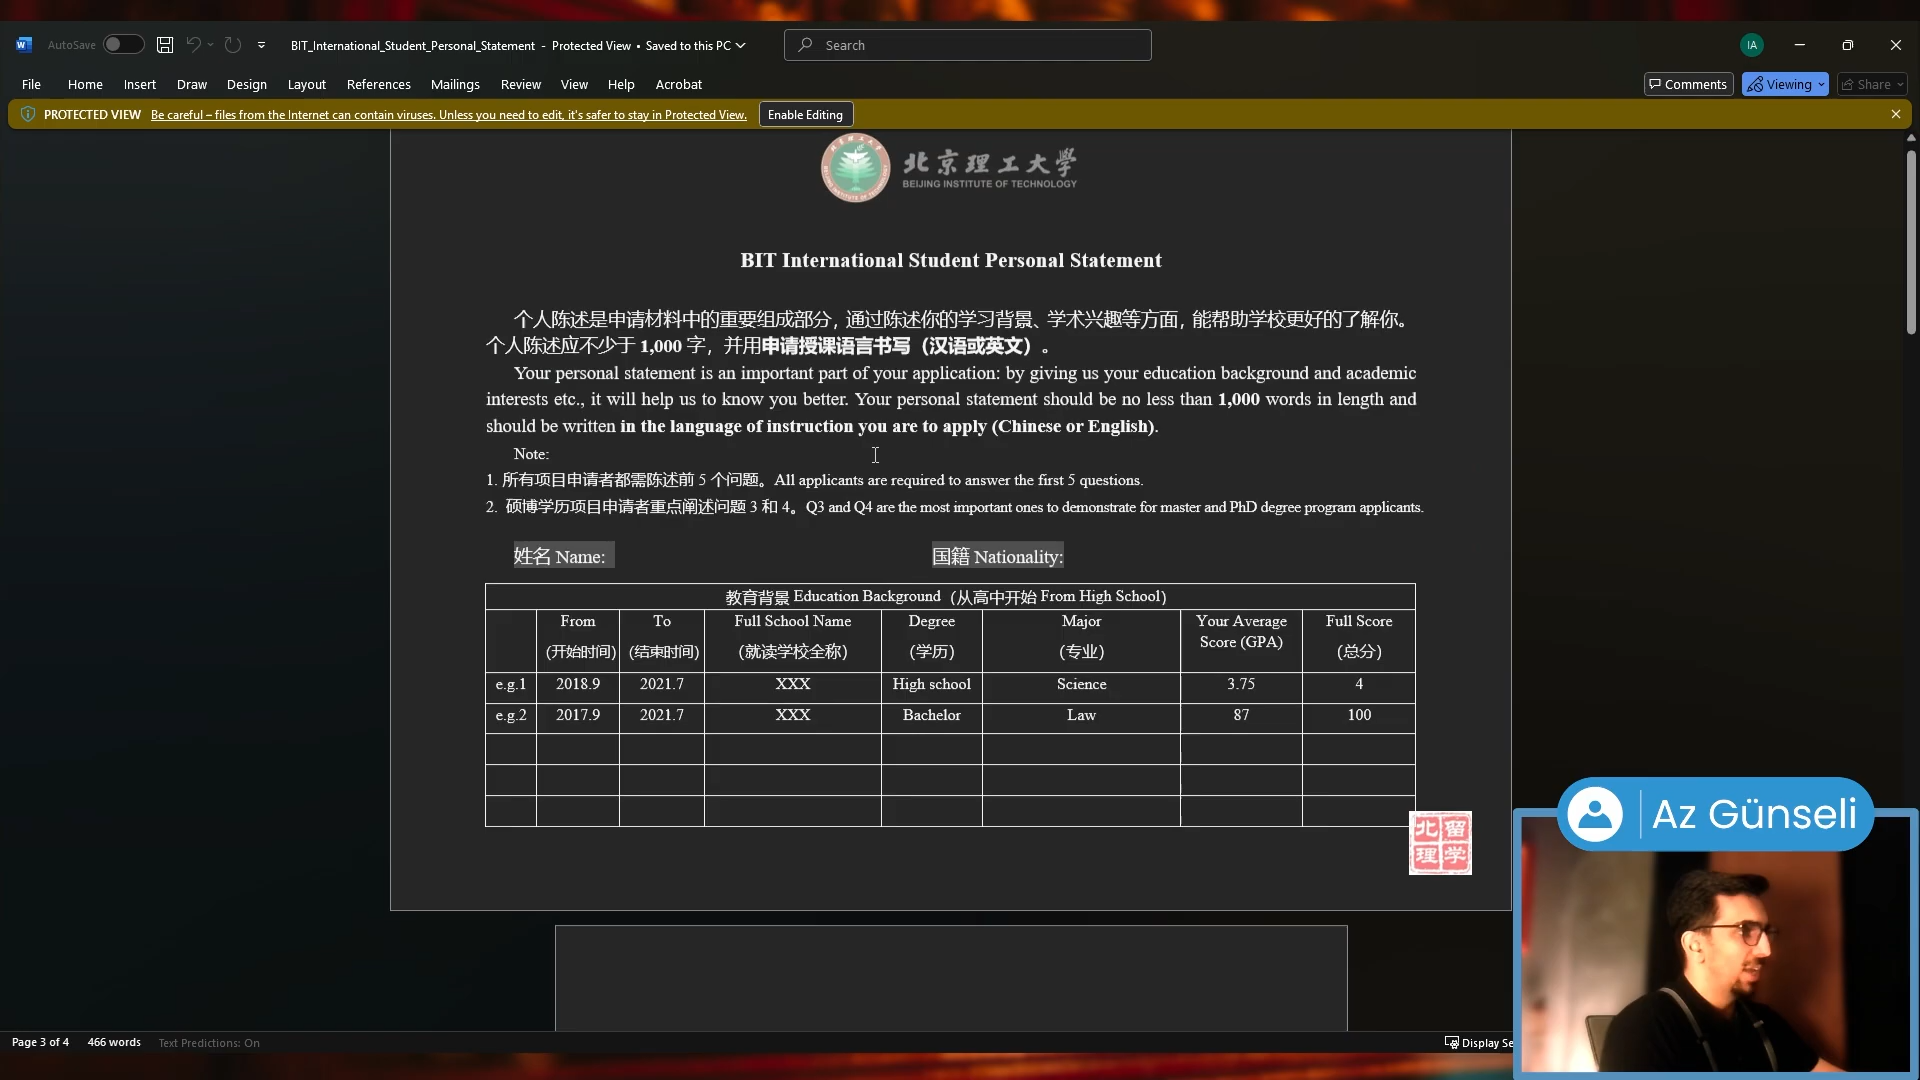 AutoSave
BIT_International_Student_Personal_Statement - Protected View • Saved to this PC
Search
IA
File Home Insert Draw Design Layout References Mailings Review View Help Acrobat
Comments Viewing Share
PROTECTED VIEW Be careful – files from the Internet can contain viruses. Unless you need to edit, it's safer to stay in Protected View. Enable Editing
北京理工大学
BEIJING INSTITUTE OF TECHNOLOGY
BIT International Student Personal Statement
个人陈述是申请材料中的重要组成部分，通过陈述你的学习背景、学术兴趣等方面，能帮助学校更好的了解你。
个人陈述应不少于 1,000 字，并用申请授课语言书写（汉语或英文）。
Your personal statement is an important part of your application: by giving us your education background and academic
interests etc., it will help us to know you better. Your personal statement should be no less than 1,000 words in length and
should be written in the language of instruction you are to apply (Chinese or English).
Note:
1. 所有项目申请者都需陈述前 5 个问题。All applicants are required to answer the first 5 questions.
2. 硕博学历项目申请者重点阐述问题 3 和 4。Q3 and Q4 are the most important ones to demonstrate for master and PhD degree program applicants.
姓名 Name: 国籍 Nationality:
教育背景 Education Background（从高中开始 From High School）
From To Full School Name Degree Major Your Average Full Score
Score (GPA)
(开始时间) (结束时间) (就读学校全称) (学历) (专业) (总分)
e.g.1 2018.9 2021.7 XXX High school Science 3.75 4
e.g.2 2017.9 2021.7 XXX Bachelor Law 87 100
北留
理学
Az Günseli
Page 3 of 4 466 words Text Predictions: On
Display Se